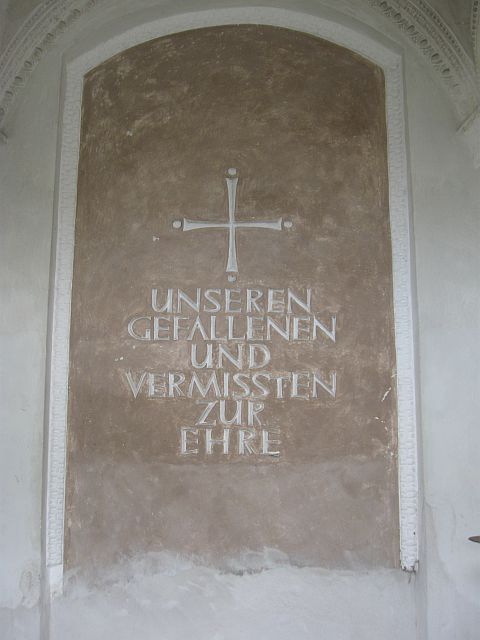 UNSEREN
GEFALLENEN
UND
VERMISSTEN
ZUR
EHRE